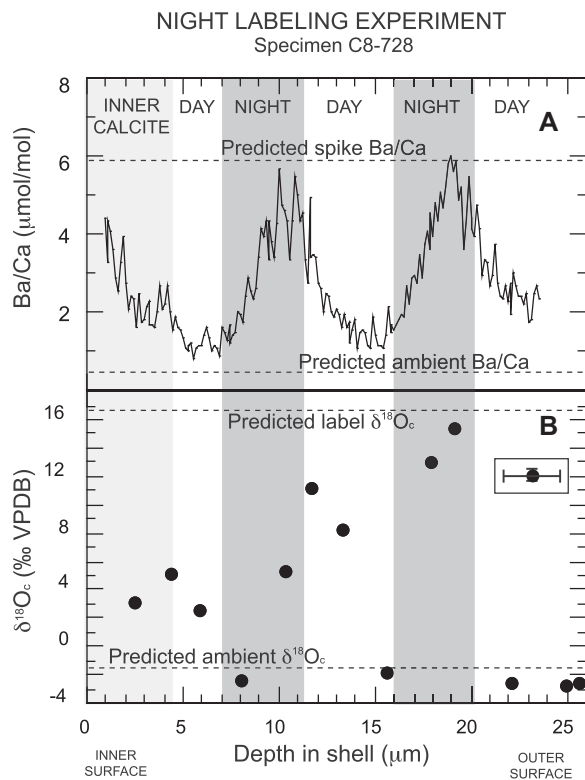 NIGHT LABELING EXPERIMENT
Specimen C8-728
8
INNER CALCITE
DAY
NIGHT
DAY
NIGHT
DAY
A
Predicted spike Ba/Ca
6
Ba/Ca (μmol/mol)
4
2
Predicted ambient Ba/Ca
16
Predicted label δ¹⁸Oc
B
12
8
δ¹⁸Oc (‰ VPDB)
4
0
Predicted ambient δ¹⁸Oc
-4
0
5
10
15
20
25
INNER SURFACE
Depth in shell (μm)
OUTER SURFACE